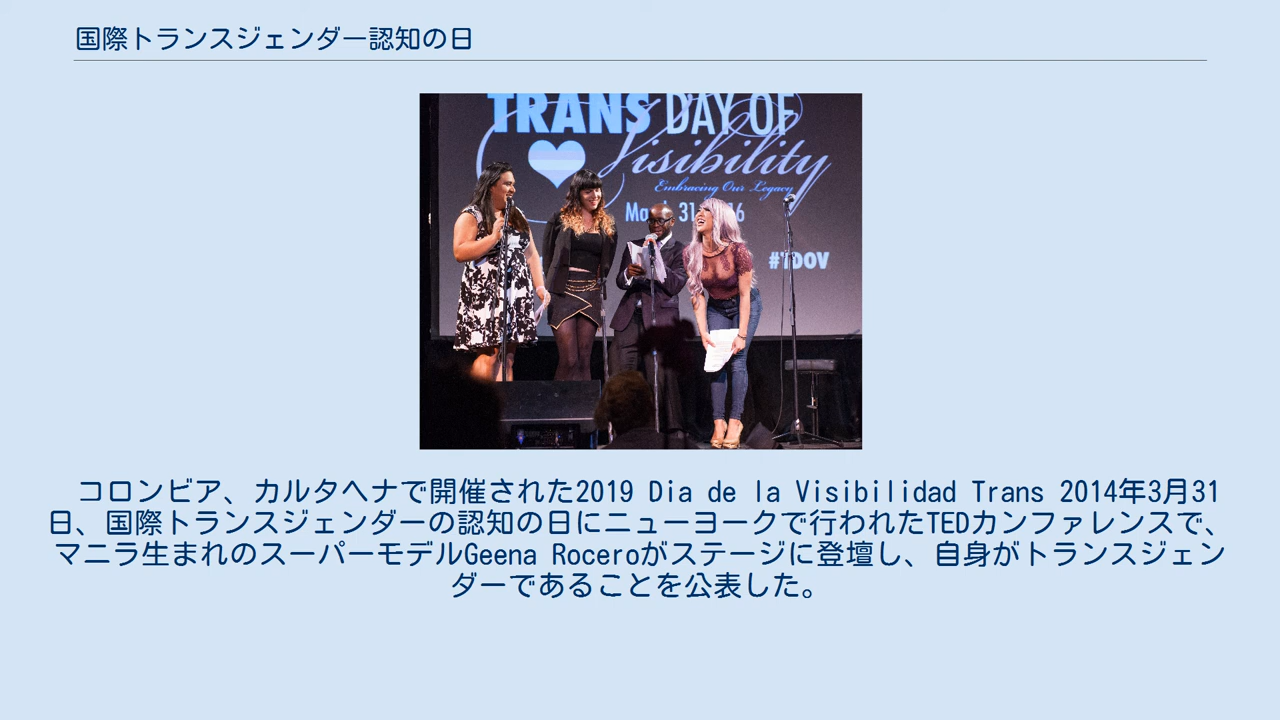 国際トランスジェンダー認知の日
TRANS DAY OF
Visibility
Embracing Our Legacy
March 31
#TDOV
コロンビア、カルタヘナで開催された2019 Dia de la Visibilidad Trans 2014年3月31
日、国際トランスジェンダーの認知の日にニューヨークで行われたTEDカンファレンスで、
マニラ生まれのスーパーモデルGeena Roceroがステージに登壇し、自身がトランスジェン
ダーであることを公表した。